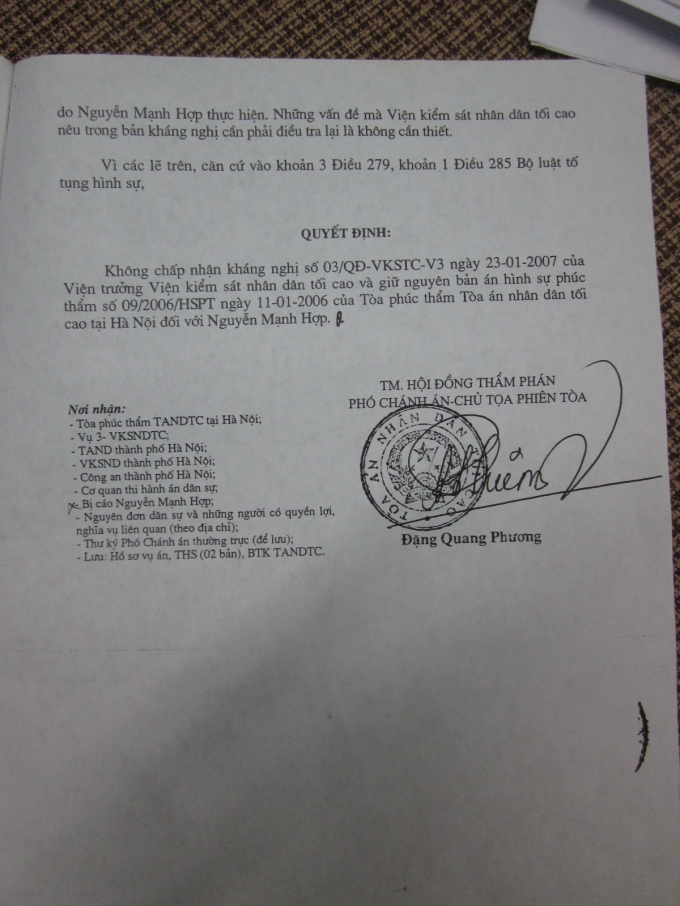 do Nguyễn Mạnh Hợp thực hiện. Những vấn đề mà Viện kiểm sát nhân dân tối cao
nêu trong bản kháng nghị cần phải điều tra lại là không cần thiết.
Vì các lẽ trên, căn cứ vào khoản 3 Điều 279, khoản 1 Điều 285 Bộ luật tố
tụng hình sự,
QUYẾT ĐỊNH:
Không chấp nhận kháng nghị số 03/QĐ-VKSTC-V3 ngày 23-01-2007 của
Viện trưởng Viện kiểm sát nhân dân tối cao và giữ nguyên bản án hình sự phúc
thẩm số 09/2006/HSPT ngày 11-01-2006 của Tòa phúc thẩm Tòa án nhân dân tối
cao tại Hà Nội đối với Nguyễn Mạnh Hợp.
TM. HỘI ĐỒNG THẨM PHÁN
PHÓ CHÁNH ÁN-CHỦ TỌA PHIÊN TÒA
TÒA ÁN NHÂN DÂN TỐI CAO
Đặng Quang Phương
Nơi nhận:
- Tòa phúc thẩm TANDTC tại Hà Nội;
- Vụ 3- VKSNDTC;
- TAND thành phố Hà Nội;
- VKSND thành phố Hà Nội;
- Công an thành phố Hà Nội;
- Cơ quan thi hành án dân sự;
- Bị cáo Nguyễn Mạnh Hợp;
- Nguyên đơn dân sự và những người có quyền lợi,
nghĩa vụ liên quan (theo địa chỉ);
- Thư ký Phó Chánh án thường trực (để lưu);
- Lưu: Hồ sơ vụ án, THS (02 bản), BTK TANDTC.